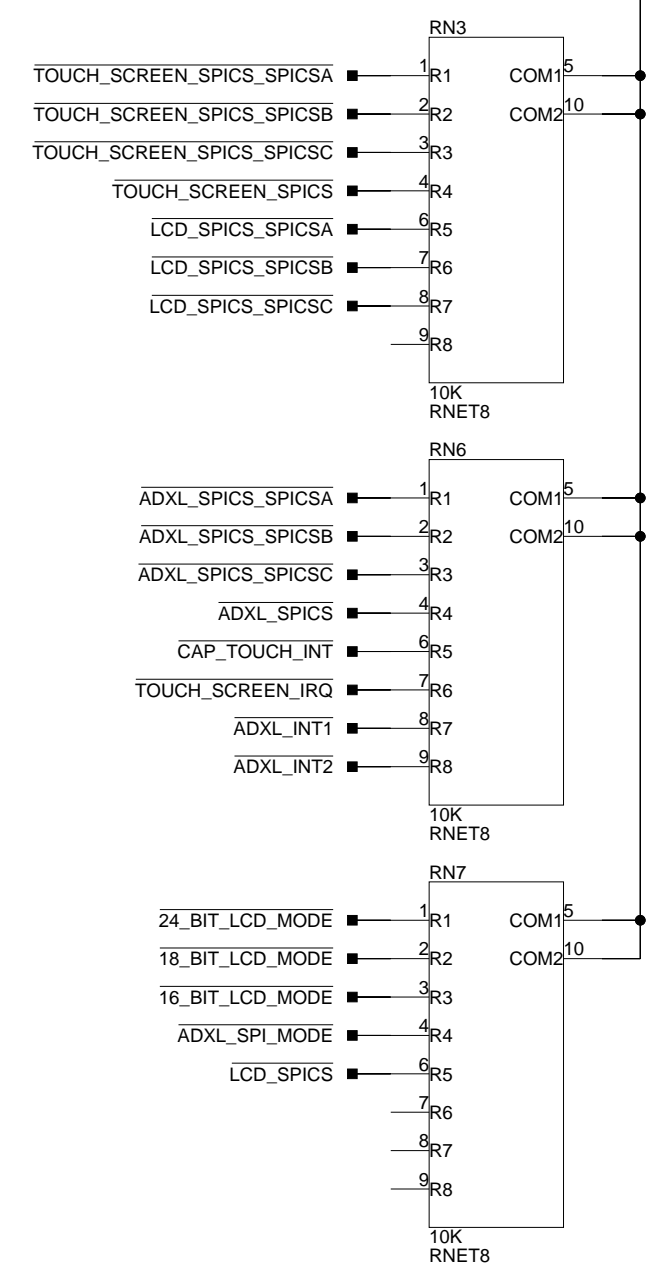 RN3
TOUCH_SCREEN_SPICS_SPICSA 1 R1 COM1 5
TOUCH_SCREEN_SPICS_SPICSB 2 R2 COM2 10
TOUCH_SCREEN_SPICS_SPICSC 3 R3
TOUCH_SCREEN_SPICS 4 R4
LCD_SPICS_SPICSA 6 R5
LCD_SPICS_SPICSB 7 R6
LCD_SPICS_SPICSC 8 R7
9 R8
10K
RNET8
RN6
ADXL_SPICS_SPICSA 1 R1 COM1 5
ADXL_SPICS_SPICSB 2 R2 COM2 10
ADXL_SPICS_SPICSC 3 R3
ADXL_SPICS 4 R4
CAP_TOUCH_INT 6 R5
TOUCH_SCREEN_IRQ 7 R6
ADXL_INT1 8 R7
ADXL_INT2 9 R8
10K
RNET8
RN7
24_BIT_LCD_MODE 1 R1 COM1 5
18_BIT_LCD_MODE 2 R2 COM2 10
16_BIT_LCD_MODE 3 R3
ADXL_SPI_MODE 4 R4
LCD_SPICS 6 R5
7 R6
8 R7
9 R8
10K
RNET8